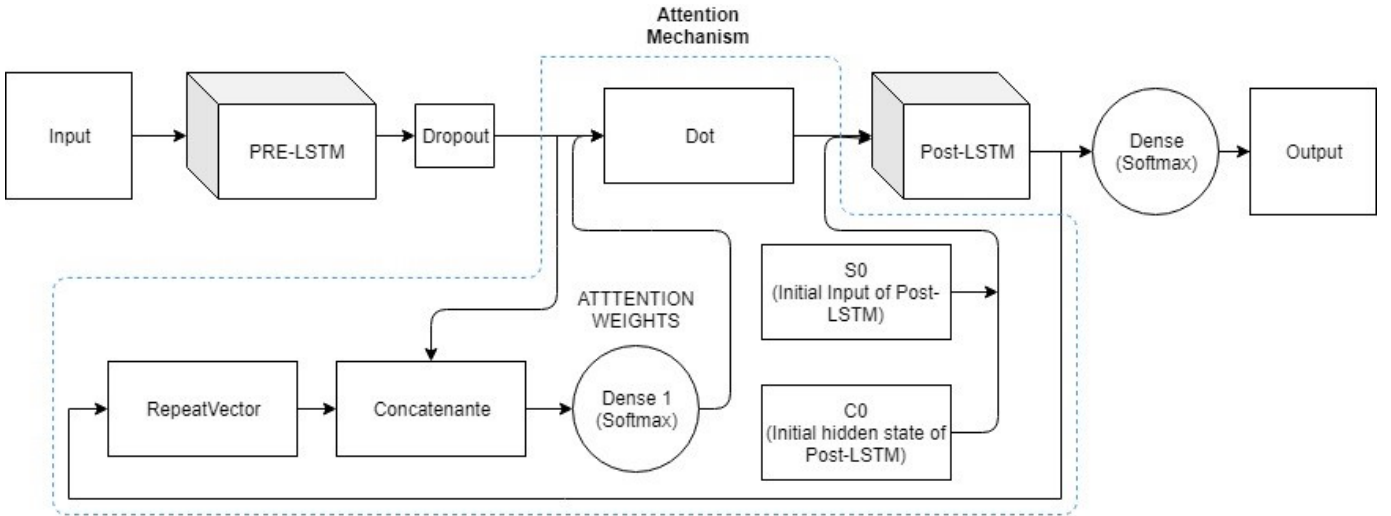 Attention
Mechanism
Input
PRE-LSTM
Dropout
Dot
Post-LSTM
Dense
(Softmax)
Output
S0
(Initial Input of Post-
LSTM)
ATTTENTION
WEIGHTS
RepeatVector
Concatenante
Dense 1
(Softmax)
C0
(Initial hidden state of
Post-LSTM)